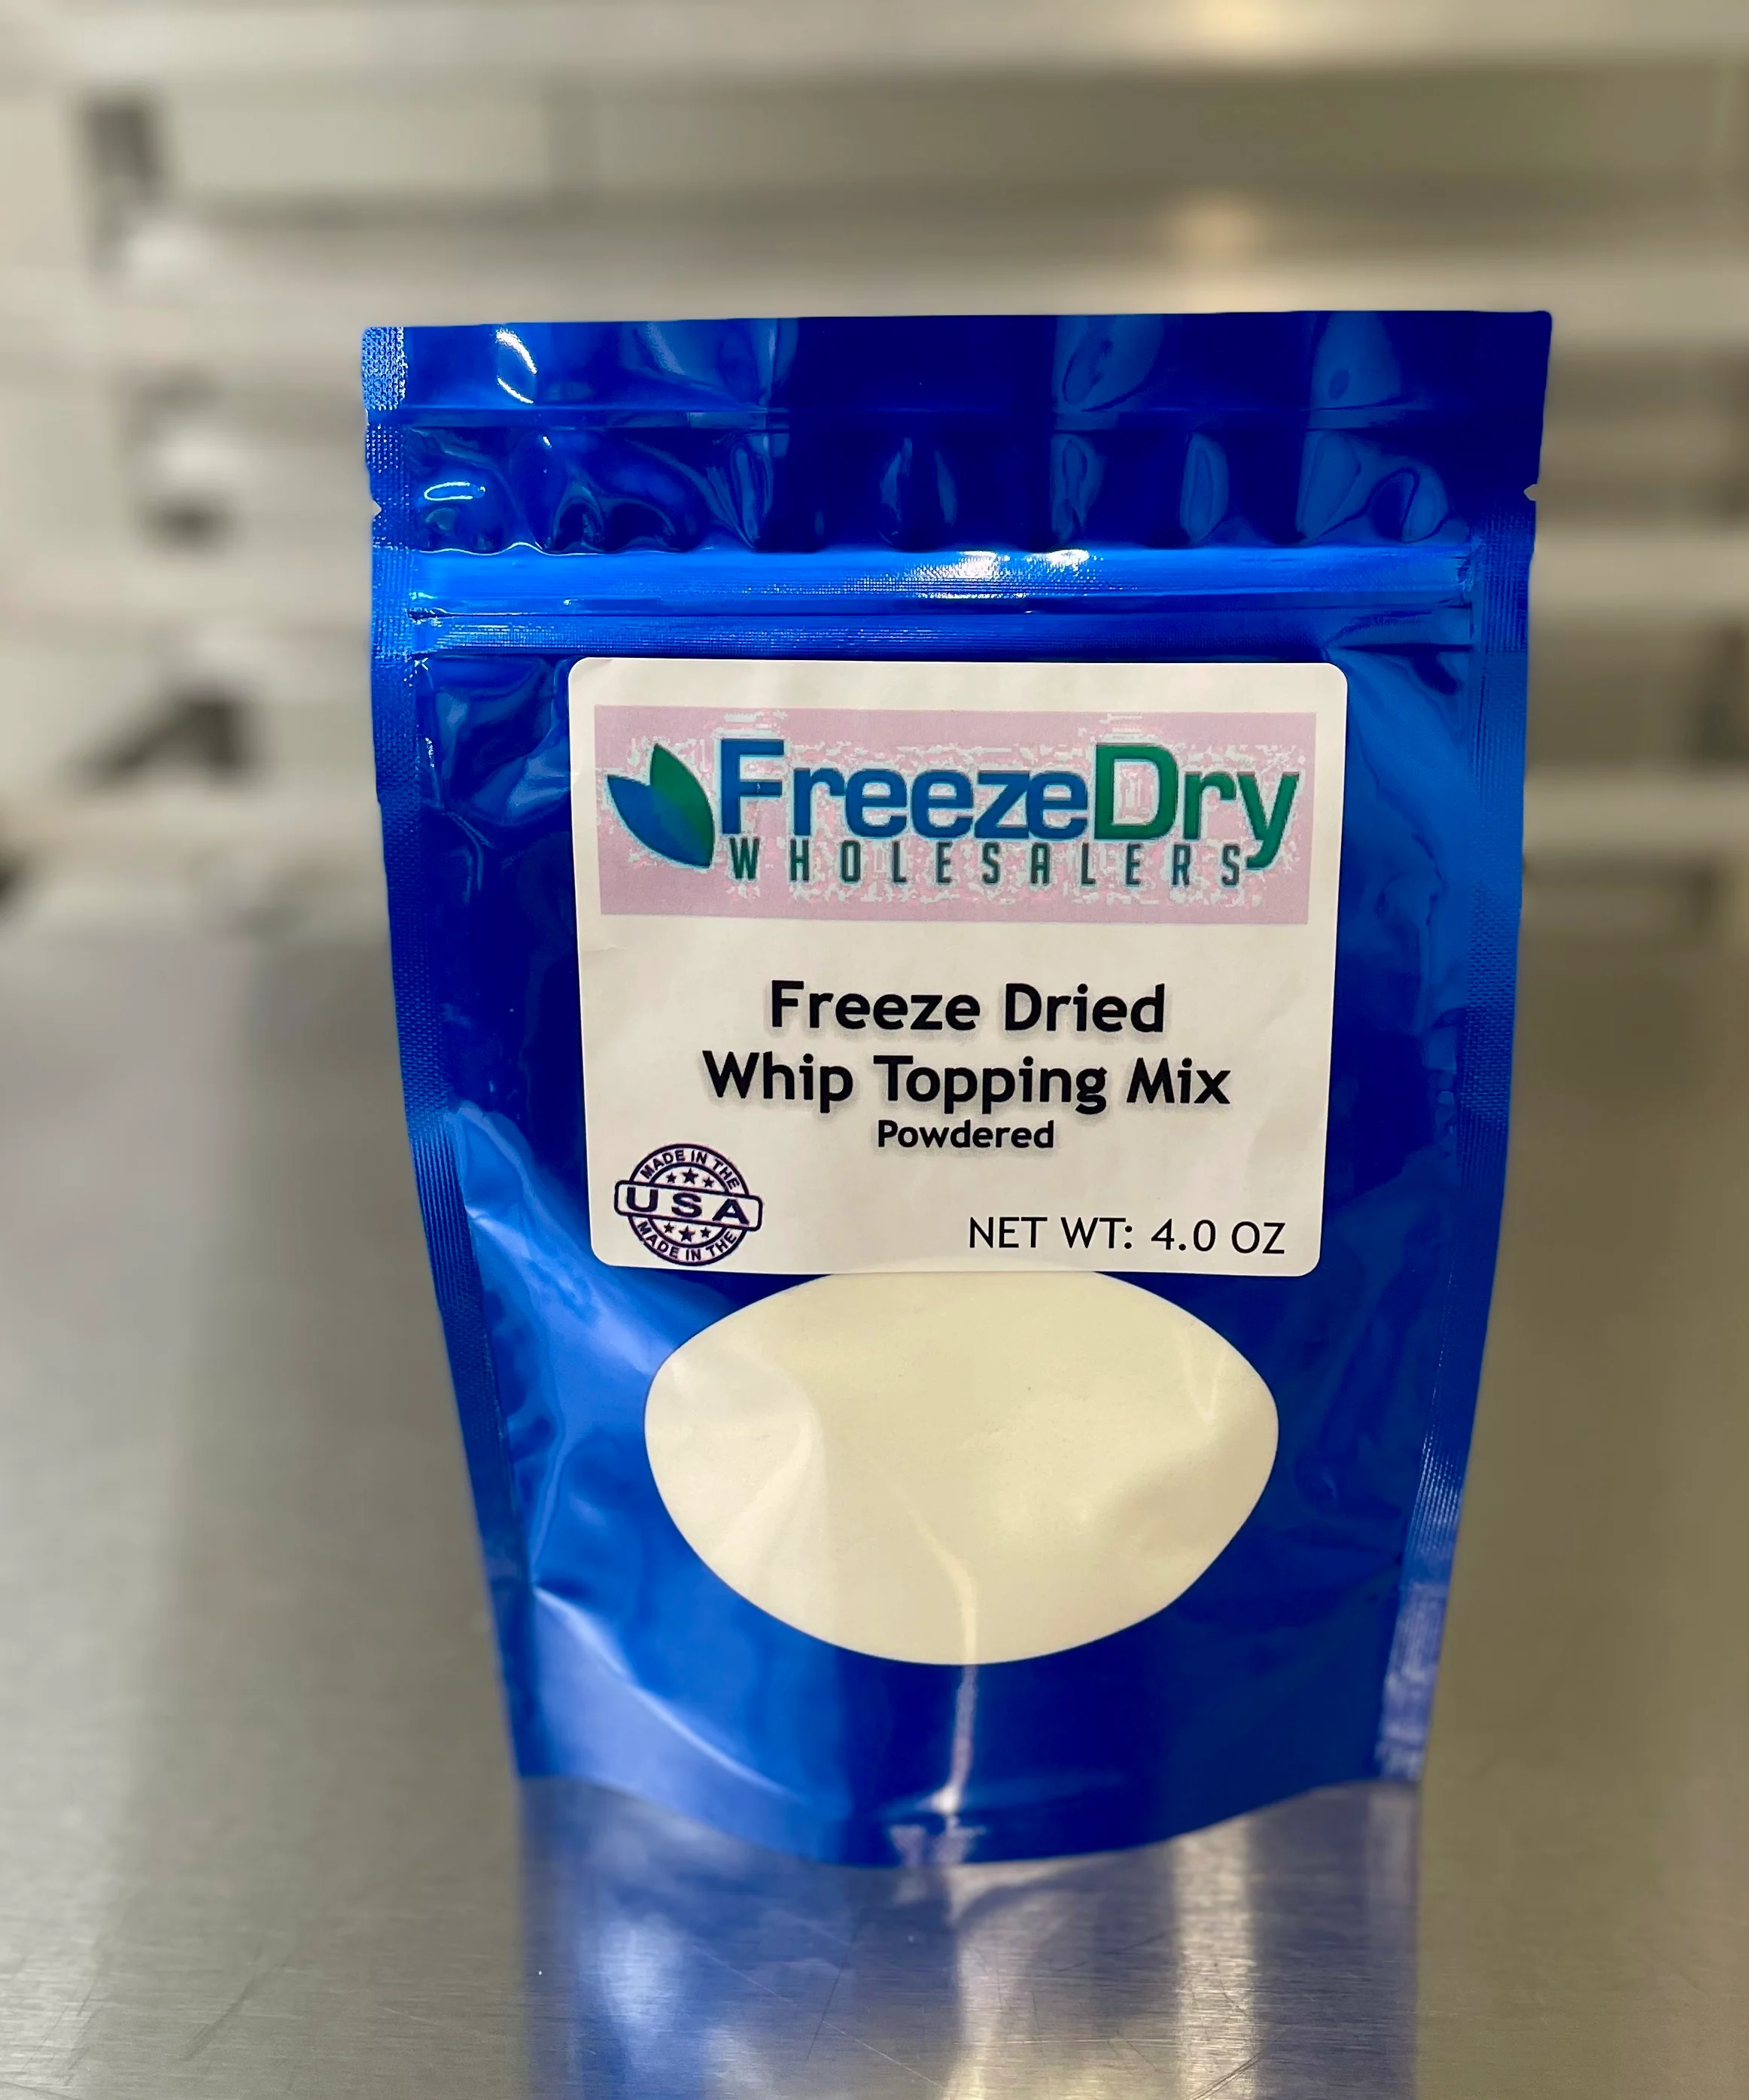 FreezeDry
WHOLESALERS
Freeze Dried
Whip Topping Mix
Powdered
MADE IN THE
USA
MADE IN THE
NET WT: 4.0 OZ